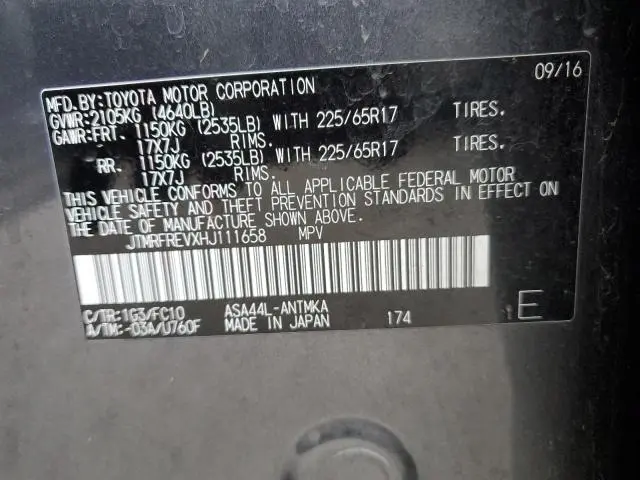 MFD.BY:TOYOTA MOTOR CORPORATION 09/16
GVWR:2105KG (4640LB)
GAWR:FRT. 1150KG (2535LB) WITH 225/65R17 TIRES.
17X7J RIMS.
RR. 1150KG (2535LB) WITH 225/65R17 TIRES.
17X7J RIMS.
THIS VEHICLE CONFORMS TO ALL APPLICABLE FEDERAL MOTOR
VEHICLE SAFETY AND THEFT PREVENTION STANDARDS IN EFFECT ON
THE DATE OF MANUFACTURE SHOWN ABOVE.
JTMRFREVXHJ111658 MPV
C/TR:1G3/FC10 ASA44L-ANTMKA
A/TM:-03A/U760F MADE IN JAPAN 174 E